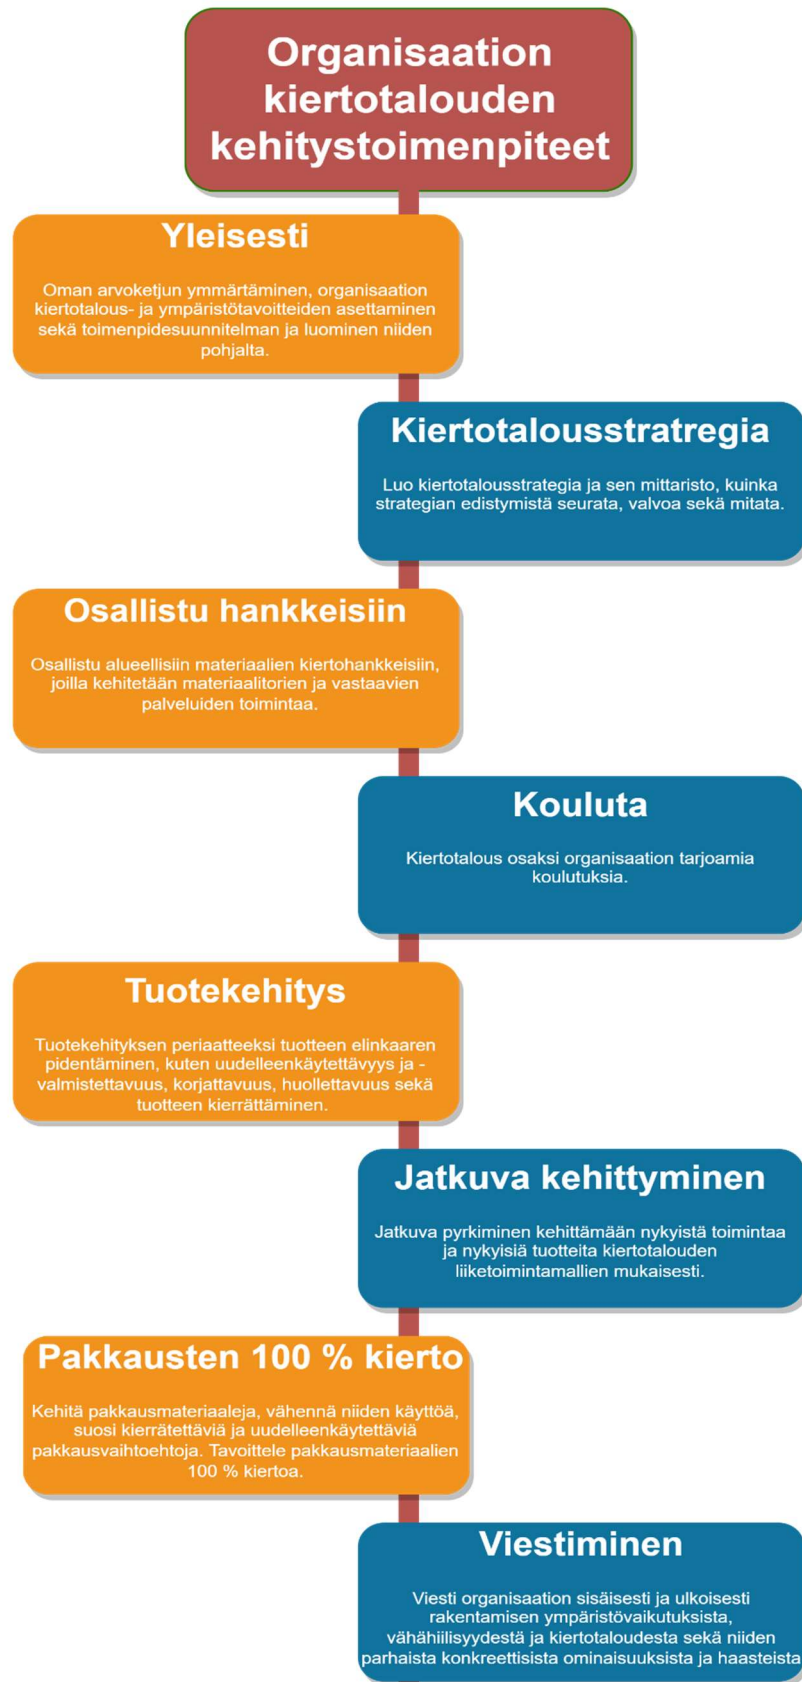 Organisaation
kiertotalouden
kehitystoimenpiteet
Yleisesti
Oman arvoketjun ymmärtäminen, organisaation
kiertotalous- ja ympäristötavoitteiden asettaminen
sekä toimenpidesuunnitelman ja luominen niiden
pohjalta.
Kiertotalousstratregia
Luo kiertotalousstrategia ja sen mittaristo, kuinka
strategian edistymistä seurata, valvoa sekä mitata.
Osallistu hankkeisiin
Osallistu alueellisiin materiaalien kiertohankkeisiin,
joilla kehitetään materiaalitorien ja vastaavien
palveluiden toimintaa.
Kouluta
Kiertotalous osaksi organisaation tarjoamia
koulutuksia.
Tuotekehitys
Tuotekehityksen periaatteeksi tuotteen elinkaaren
pidentäminen, kuten uudelleenkäytettävyys ja -
valmistettavuus, korjattavuus, huollettavuus sekä
tuotteen kierrättäminen.
Jatkuva kehittyminen
Jatkuva pyrkiminen kehittämään nykyistä toimintaa
ja nykyisiä tuotteita kiertotalouden
liiketoimintamallien mukaisesti.
Pakkausten 100 % kierto
Kehitä pakkausmateriaaleja, vähennä niiden käyttöä,
suosi kierrätettäviä ja uudelleenkäytettäviä
pakkausvaihtoehtoja. Tavoittele pakkausmateriaalien
100 % kiertoa.
Viestiminen
Viesti organisaation sisäisesti ja ulkoisesti
rakentamisen ympäristövaikutuksista,
vähähiilisyydestä ja kiertotaloudesta sekä niiden
parhaista konkreettisista ominaisuuksista ja haasteista